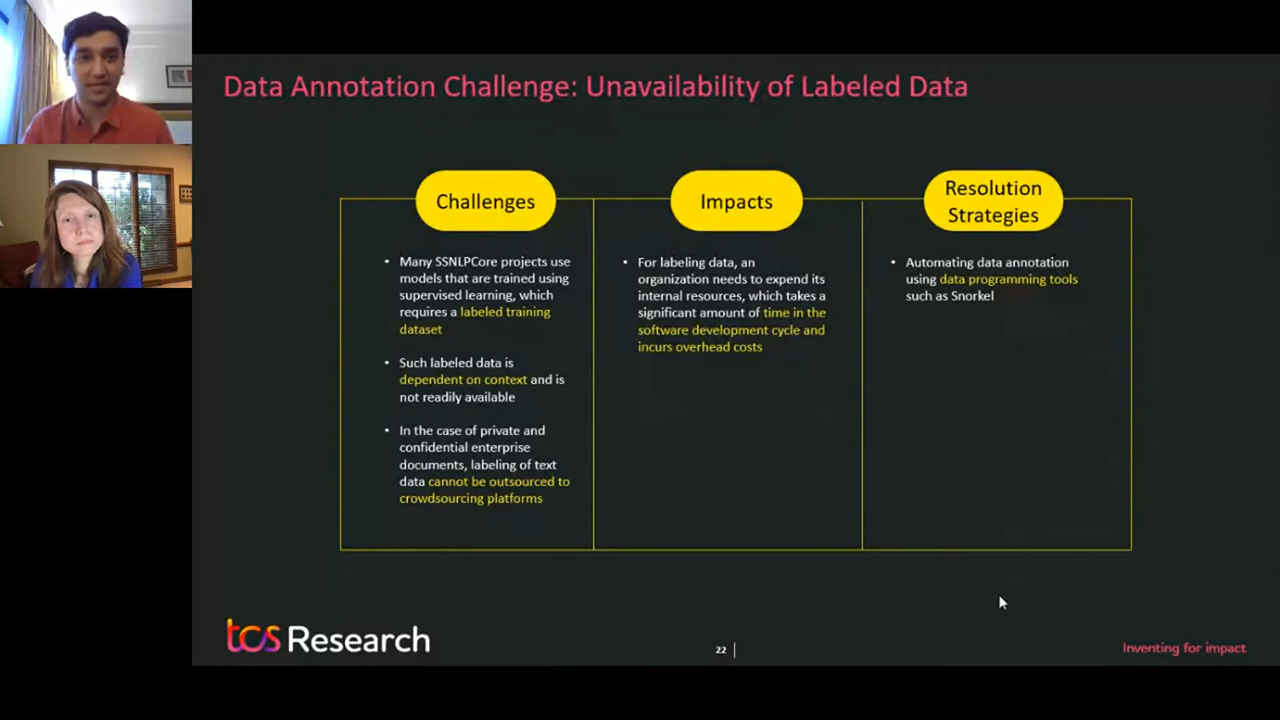 Data Annotation Challenge: Unavailability of Labeled Data
Challenges
• Many SSNLPCore projects use
models that are trained using
supervised learning, which
requires a labeled training
dataset
• Such labeled data is
dependent on context and is
not readily available
• In the case of private and
confidential enterprise
documents, labeling of text
data cannot be outsourced to
crowdsourcing platforms
Impacts
• For labeling data, an
organization needs to expend its
internal resources, which takes a
significant amount of time in the
software development cycle and
incurs overhead costs
Resolution
Strategies
• Automating data annotation
using data programming tools
such as Snorkel
tcs Research
22
Inventing for impact